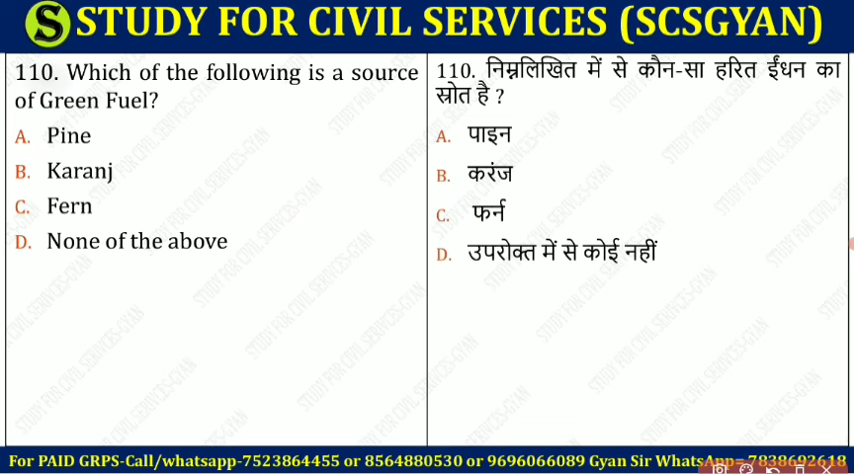 S STUDY FOR CIVIL SERVICES (SCSGYAN)
110. Which of the following is a source
of Green Fuel?
A. Pine
B. Karanj
C. Fern
D. None of the above
110. निम्नलिखित में से कौन-सा हरित ईंधन का
स्रोत है ?
A. पाइन
B. करंज
C. फर्न
D. उपरोक्त में से कोई नहीं
For PAID GRPS-Call/whatsapp-7523864455 or 8564880530 or 9696066089 Gyan Sir WhatsApp= 7838692618